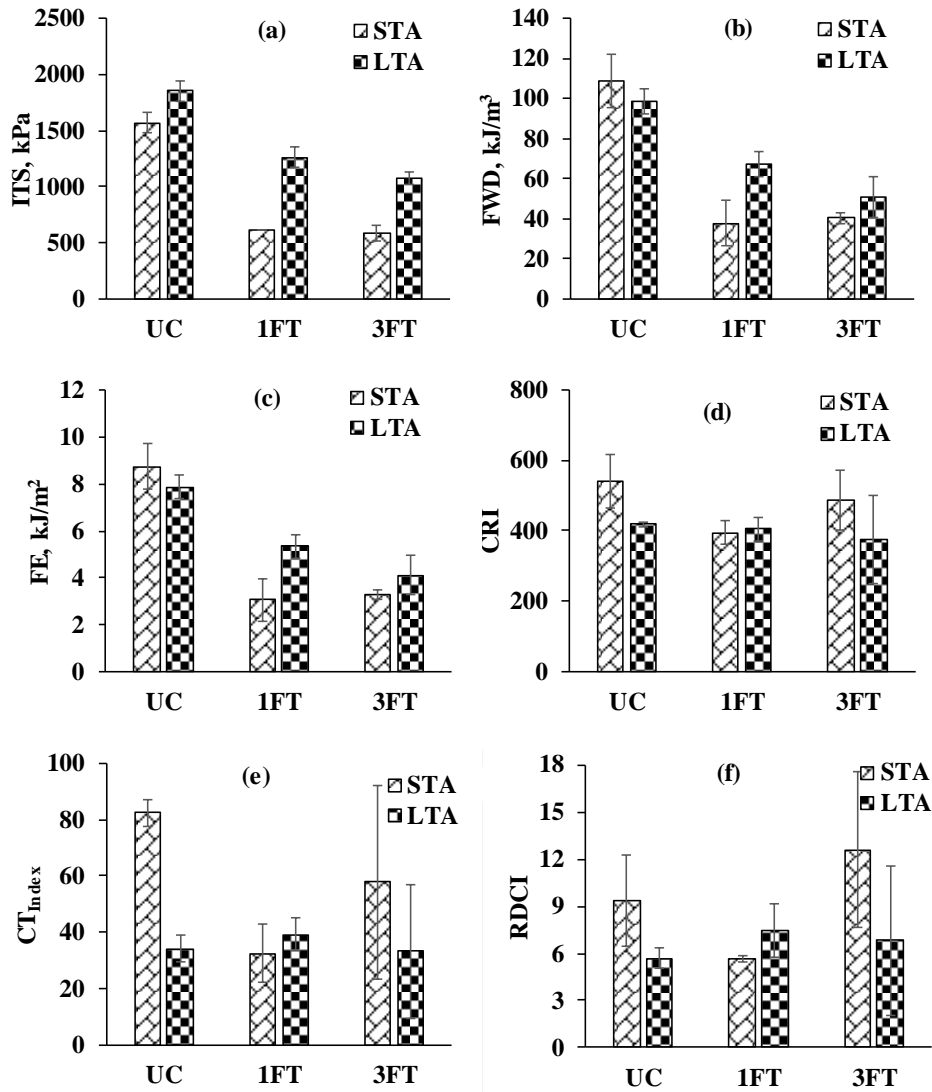 (a)
STA
LTA
ITS, kPa
2500
2000
1500
1000
500
0
UC 1FT 3FT
(b)
STA
LTA
FWD, kJ/m³
140
120
100
80
60
40
20
0
UC 1FT 3FT
(c)
STA
LTA
FE, kJ/m²
12
10
8
6
4
2
0
UC 1FT 3FT
(d)
STA
LTA
CRI
800
600
400
200
0
UC 1FT 3FT
(e)
STA
LTA
CT_Index
100
80
60
40
20
0
UC 1FT 3FT
(f)
STA
LTA
RDCI
18
15
12
9
6
3
0
UC 1FT 3FT